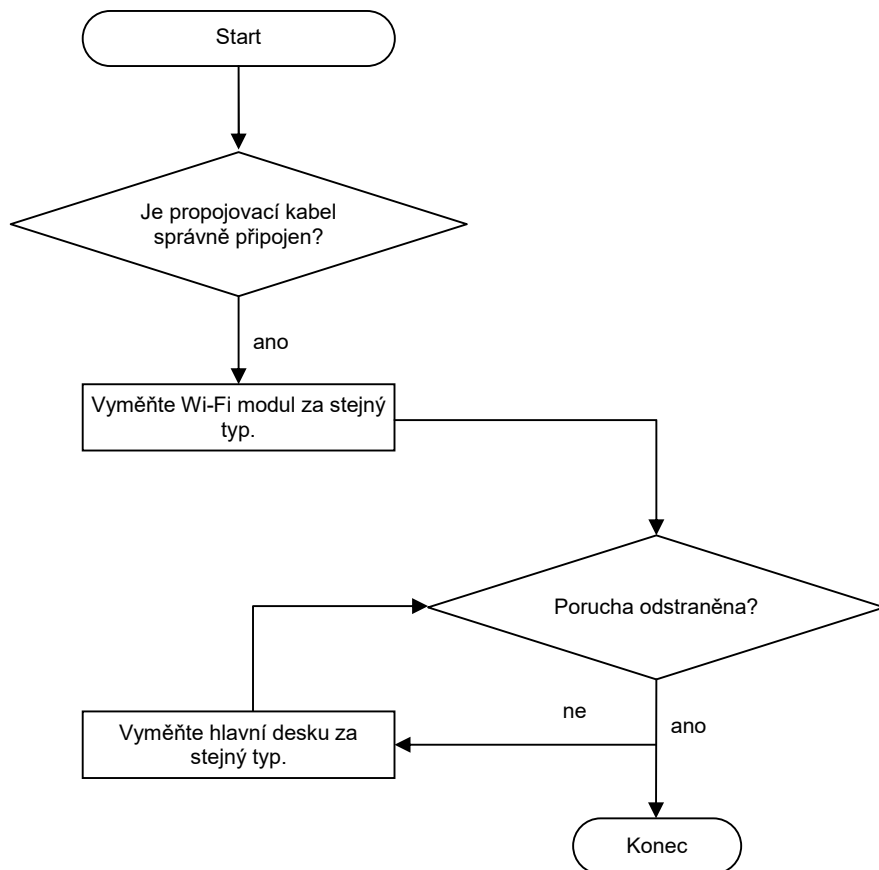 Start
Je propojovací kabel
správně připojen?
ano
Vyměňte Wi-Fi modul za stejný
typ.
Porucha odstraněna?
ne
ano
Vyměňte hlavní desku za
stejný typ.
Konec